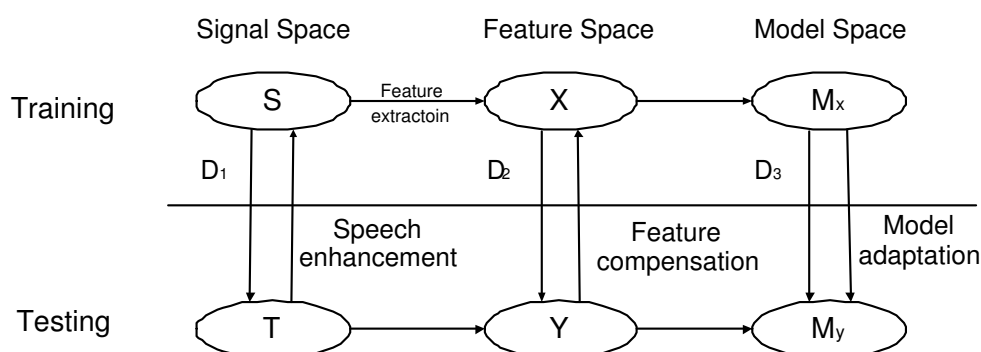 Signal Space Feature Space Model Space
Training S Feature extractoin X Mx
D1 D2 D3
Speech enhancement
Feature compensation
Model adaptation
Testing T Y My